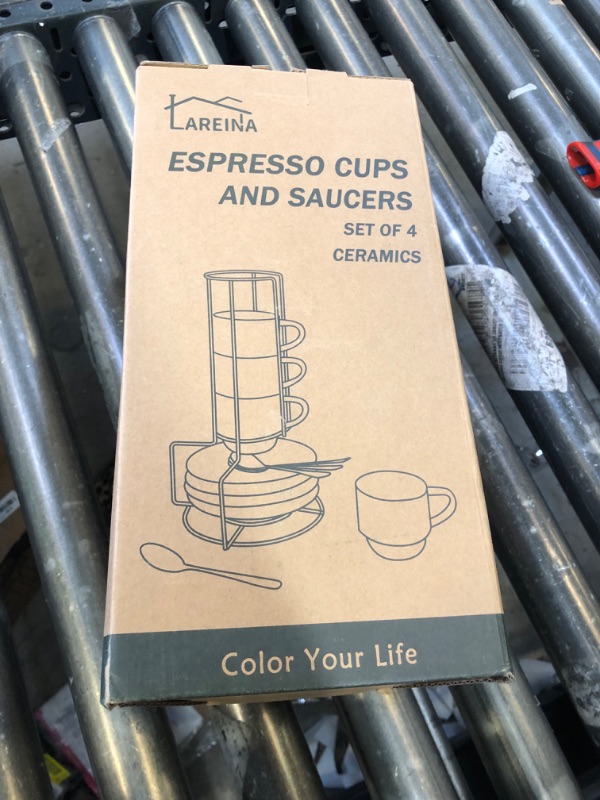 LAREINA
ESPRESSO CUPS
AND SAUCERS
SET OF 4
CERAMICS
Color Your Life